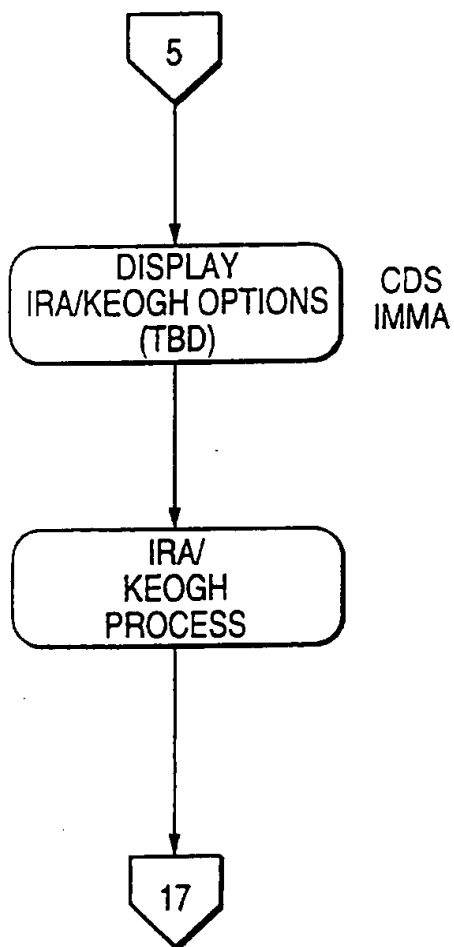 5
DISPLAY
IRA/KEOGH OPTIONS
(TBD)
CDS
IMMA
IRA/
KEOGH
PROCESS
17